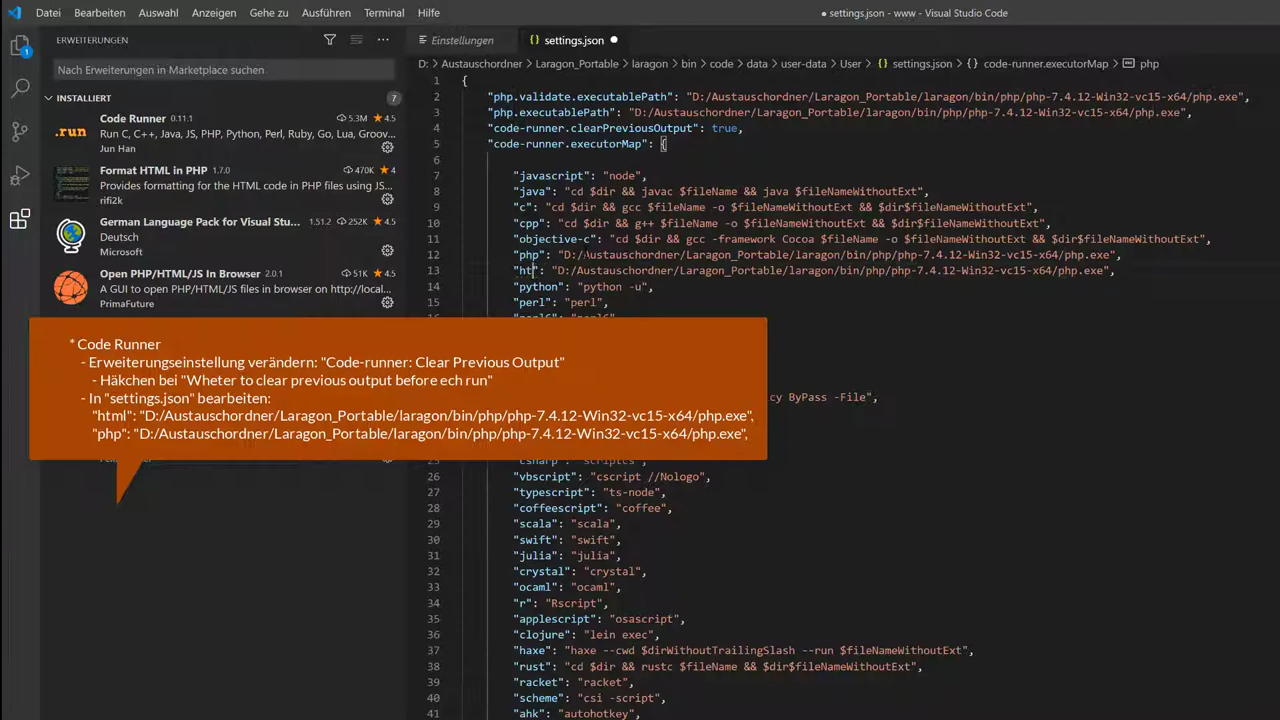 Datei Bearbeiten Auswahl Anzeigen Gehe zu Ausführen Terminal Hilfe
● settings.json - www - Visual Studio Code
ERWEITERUNGEN
Nach Erweiterungen in Marketplace suchen
INSTALLIERT 7
1
Code Runner 0.11.1 5.3M 4.5
Run C, C++, Java, JS, PHP, Python, Perl, Ruby, Go, Lua, Groov...
Jun Han
.run
Format HTML in PHP 1.7.0 470K 4
Provides formatting for the HTML code in PHP files using JS...
rifi2k
German Language Pack for Visual Stu... 1.51.2 252K 4.5
Deutsch
Microsoft
Open PHP/HTML/JS In Browser 2.0.1 51K 4.5
A GUI to open PHP/HTML/JS files in browser on http://local...
PrimaFuture
* Code Runner
- Erweiterungseinstellung verändern: "Code-runner: Clear Previous Output"
- Häkchen bei "Wheter to clear previous output before ech run"
- In "settings.json" bearbeiten:
"html": "D:/Austauschordner/Laragon_Portable/laragon/bin/php/php-7.4.12-Win32-vc15-x64/php.exe",
"php": "D:/Austauschordner/Laragon_Portable/laragon/bin/php/php-7.4.12-Win32-vc15-x64/php.exe",
Einstellungen
settings.json ●
D: > Austauschordner > Laragon_Portable > laragon > bin > code > data > user-data > User > {} settings.json > {} code-runner.executorMap > php
1 {
2 "php.validate.executablePath": "D:/Austauschordner/Laragon_Portable/laragon/bin/php/php-7.4.12-Win32-vc15-x64/php.exe",
3 "php.executablePath": "D:/Austauschordner/Laragon_Portable/laragon/bin/php/php-7.4.12-Win32-vc15-x64/php.exe",
4 "code-runner.clearPreviousOutput": true,
5 "code-runner.executorMap": {
6
7 "javascript": "node",
8 "java": "cd $dir && javac $fileName && java $fileNameWithoutExt",
9 "c": "cd $dir && gcc $fileName -o $fileNameWithoutExt && $dir$fileNameWithoutExt",
10 "cpp": "cd $dir && g++ $fileName -o $fileNameWithoutExt && $dir$fileNameWithoutExt",
11 "objective-c": "cd $dir && gcc -framework Cocoa $fileName -o $fileNameWithoutExt && $dir$fileNameWithoutExt",
12 "php": "D:/Austauschordner/Laragon_Portable/laragon/bin/php/php-7.4.12-Win32-vc15-x64/php.exe",
13 "ht": "D:/Austauschordner/Laragon_Portable/laragon/bin/php/php-7.4.12-Win32-vc15-x64/php.exe",
14 "python": "python -u",
15 "perl": "perl",
cy ByPass -File",
26 "vbscript": "cscript //Nologo",
27 "typescript": "ts-node",
28 "coffeescript": "coffee",
29 "scala": "scala",
30 "swift": "swift",
31 "julia": "julia",
32 "crystal": "crystal",
33 "ocaml": "ocaml",
34 "r": "Rscript",
35 "applescript": "osascript",
36 "clojure": "lein exec",
37 "haxe": "haxe --cwd $dirWithoutTrailingSlash --run $fileNameWithoutExt",
38 "rust": "cd $dir && rustc $fileName && $dir$fileNameWithoutExt",
39 "racket": "racket",
40 "scheme": "csi -script",
41 "ahk": "autohotkey",